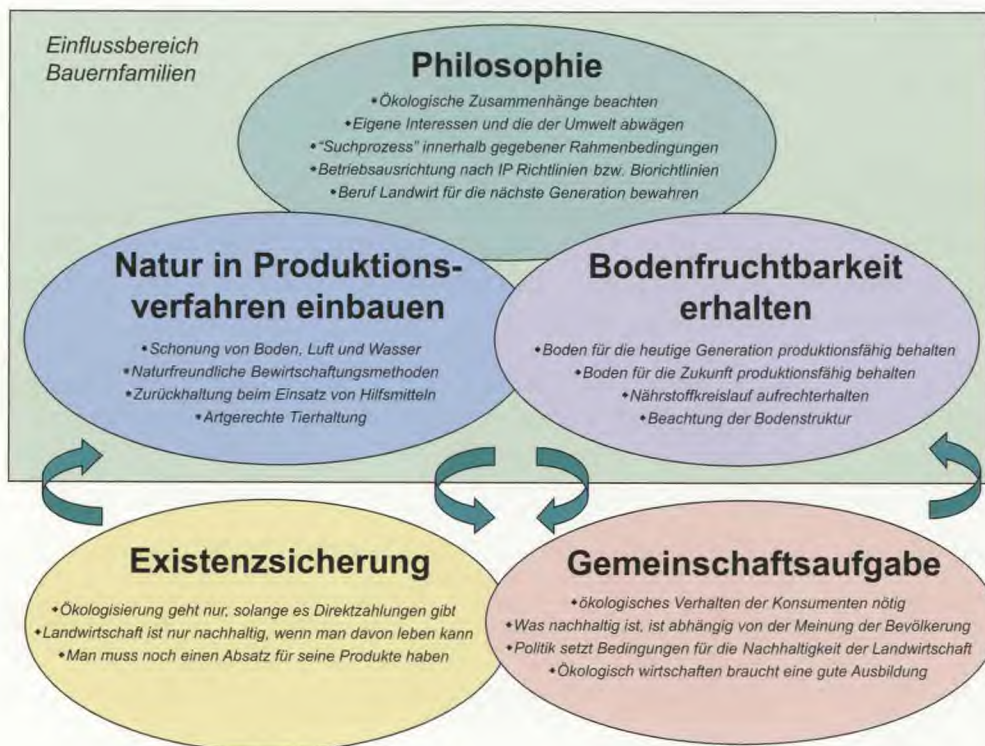 Einflussbereich
Bauernfamilien
Philosophie
◆Ökologische Zusammenhänge beachten
◆Eigene Interessen und die der Umwelt abwägen
◆"Suchprozess" innerhalb gegebener Rahmenbedingungen
◆Betriebsausrichtung nach IP Richtlinien bzw. Biorichtlinien
◆Beruf Landwirt für die nächste Generation bewahren
Natur in Produktions-
verfahren einbauen
◆Schonung von Boden, Luft und Wasser
◆Naturfreundliche Bewirtschaftungsmethoden
◆Zurückhaltung beim Einsatz von Hilfsmitteln
◆Artgerechte Tierhaltung
Bodenfruchtbarkeit
erhalten
◆Boden für die heutige Generation produktionsfähig behalten
◆Boden für die Zukunft produktionsfähig behalten
◆Nährstoffkreislauf aufrechterhalten
◆Beachtung der Bodenstruktur
Existenzsicherung
◆Ökologisierung geht nur, solange es Direktzahlungen gibt
◆Landwirtschaft ist nur nachhaltig, wenn man davon leben kann
◆Man muss noch einen Absatz für seine Produkte haben
Gemeinschaftsaufgabe
◆ökologisches Verhalten der Konsumenten nötig
◆Was nachhaltig ist, ist abhängig von der Meinung der Bevölkerung
◆Politik setzt Bedingungen für die Nachhaltigkeit der Landwirtschaft
◆Ökologisch wirtschaften braucht eine gute Ausbildung